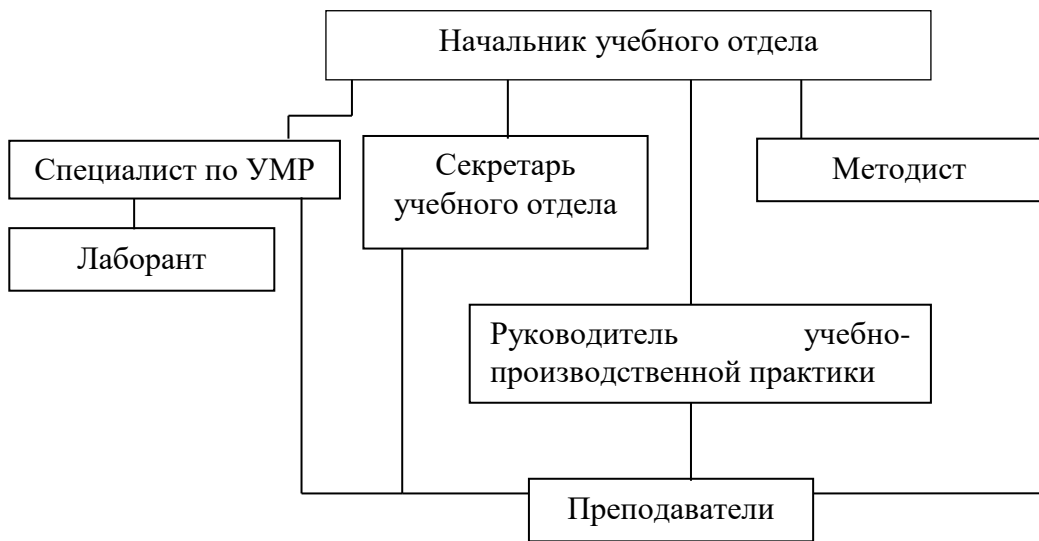 Начальник учебного отдела
Специалист по УМР
Секретарь
учебного отдела
Методист
Лаборант
Руководитель учебно-
производственной практики
Преподаватели